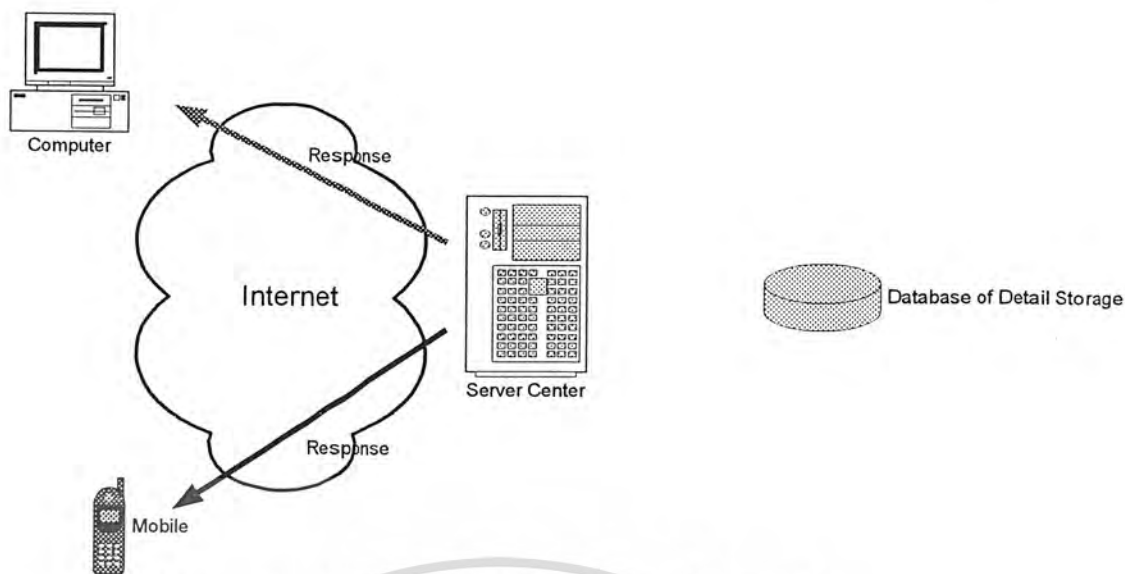 Computer
Response
Internet
Database of Detail Storage
Server Center
Response
Mobile